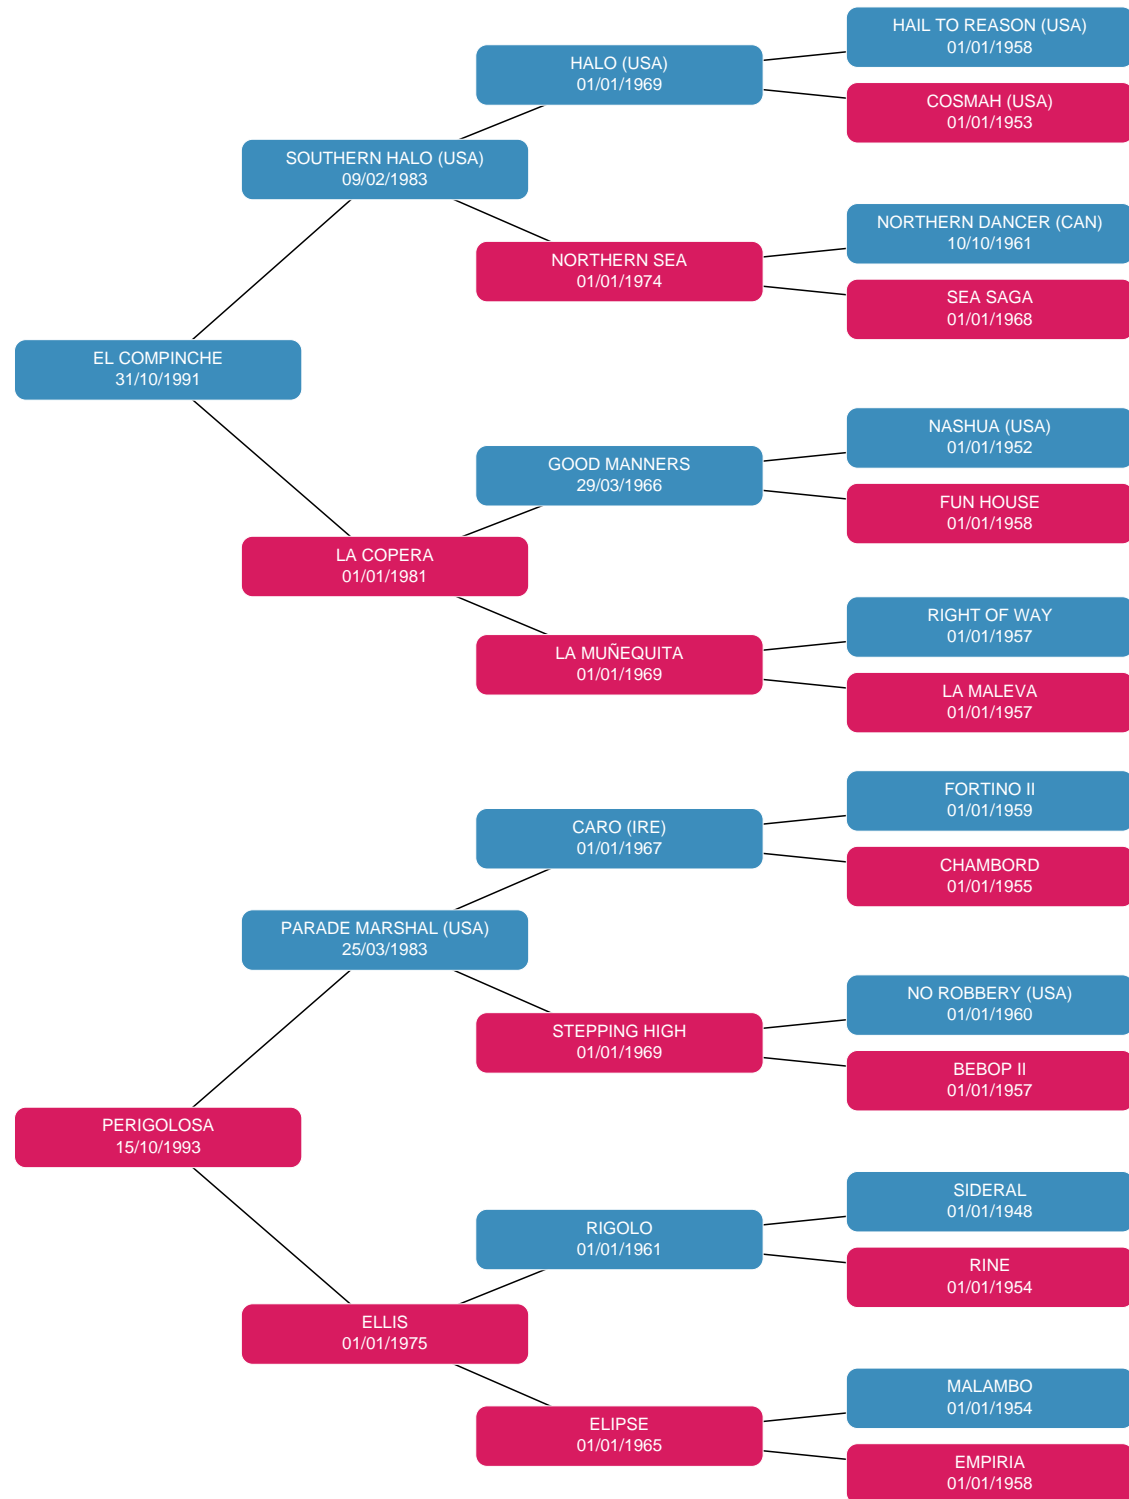 HAIL TO REASON (USA)
01/01/1958
HALO (USA)
01/01/1969
COSMAH (USA)
01/01/1953
SOUTHERN HALO (USA)
09/02/1983
NORTHERN DANCER (CAN)
10/10/1961
NORTHERN SEA
01/01/1974
SEA SAGA
01/01/1968
EL COMPINCHE
31/10/1991
NASHUA (USA)
01/01/1952
GOOD MANNERS
29/03/1966
FUN HOUSE
01/01/1958
LA COPERA
01/01/1981
RIGHT OF WAY
01/01/1957
LA MUÑEQUITA
01/01/1969
LA MALEVA
01/01/1957
FORTINO II
01/01/1959
CARO (IRE)
01/01/1967
CHAMBORD
01/01/1955
PARADE MARSHAL (USA)
25/03/1983
NO ROBBERY (USA)
01/01/1960
STEPPING HIGH
01/01/1969
BEBOP II
01/01/1957
PERIGOLOSA
15/10/1993
SIDERAL
01/01/1948
RIGOLO
01/01/1961
RINE
01/01/1954
ELLIS
01/01/1975
MALAMBO
01/01/1954
ELIPSE
01/01/1965
EMPIRIA
01/01/1958